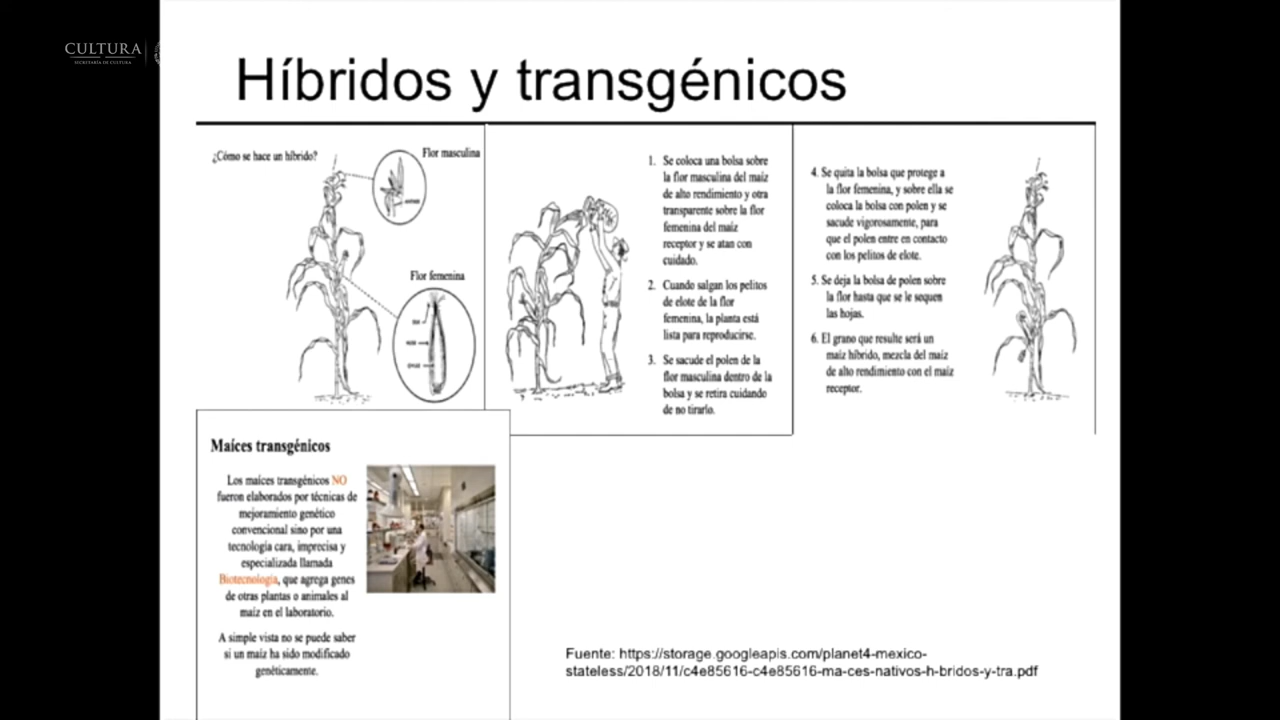 CULTURA
SECRETARÍA DE CULTURA
Híbridos y transgénicos
¿Cómo se hace un híbrido?
Flor masculina
Flor femenina
1. Se coloca una bolsa sobre
la flor masculina del maíz
de alto rendimiento y otra
transparente sobre la flor
femenina del maíz
receptor y se atan con
cuidado.
2. Cuando salgan los pelitos
de elote de la flor
femenina, la planta está
lista para reproducirse.
3. Se sacude el polen de la
flor masculina dentro de la
bolsa y se retira cuidando
de no tirarlo.
4. Se quita la bolsa que protege a
la flor femenina, y sobre ella se
coloca la bolsa con polen y se
sacude vigorosamente, para
que el polen entre en contacto
con los pelitos de elote.
5. Se deja la bolsa de polen sobre
la flor hasta que se le sequen
las hojas.
6. El grano que resulte será un
maíz híbrido, mezcla del maíz
de alto rendimiento con el maíz
receptor.
Maíces transgénicos
Los maíces transgénicos NO
fueron elaborados por técnicas de
mejoramiento genético
convencional sino por una
tecnología cara, imprecisa y
especializada llamada
Biotecnología, que agrega genes
de otras plantas o animales al
maíz en el laboratorio.
A simple vista no se puede saber
si un maíz ha sido modificado
genéticamente.
Fuente: https://storage.googleapis.com/planet4-mexico-
stateless/2018/11/c4e85616-c4e85616-ma-ces-nativos-h-bridos-y-tra.pdf